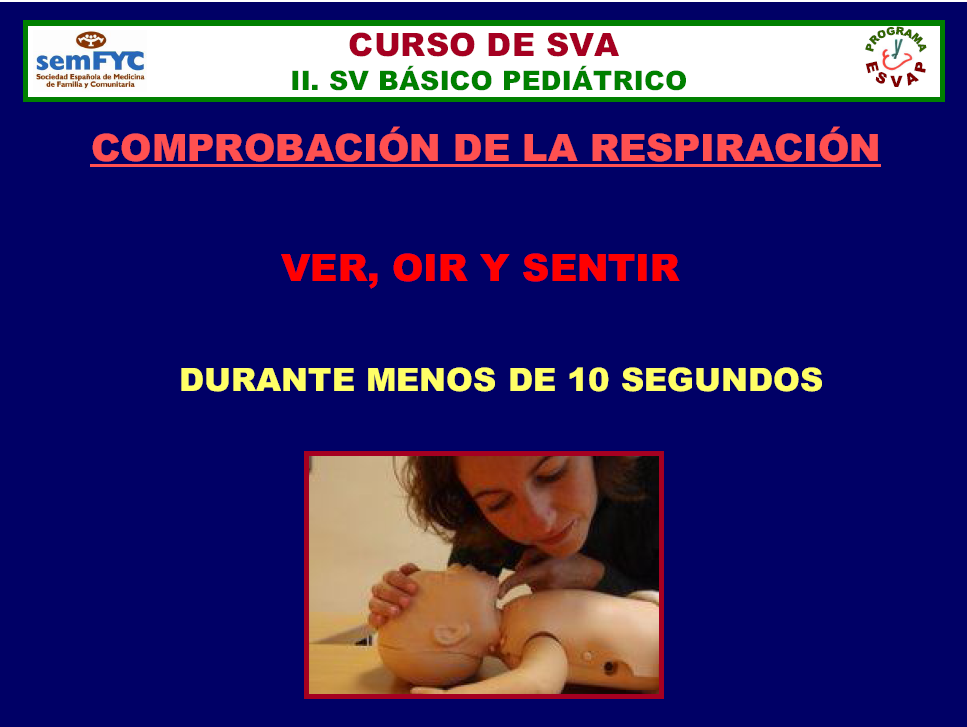 semFYC
Sociedad Española de Medicina
de Familia y Comunitaria
CURSO DE SVA
II. SV BÁSICO PEDIÁTRICO
PROGRAMA
ESVAP
COMPROBACIÓN DE LA RESPIRACIÓN
VER, OIR Y SENTIR
DURANTE MENOS DE 10 SEGUNDOS